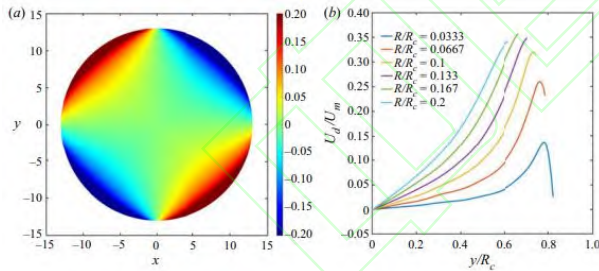 (a)
15
10
5
y 0
−5
−10
−15
−15 −10 −5 0 5 10 15
x
0.20
0.15
0.10
0.05
0
−0.05
−0.10
−0.15
−0.20
(b)
0.40
0.35
0.30
0.25
0.20
0.15
0.10
0.05
0
U_d/U_m
R/R_c = 0.0333
R/R_c = 0.0667
R/R_c = 0.1
R/R_c = 0.133
R/R_c = 0.167
R/R_c = 0.2
0 0.2 0.4 0.6 0.8 1.0
y/R_c